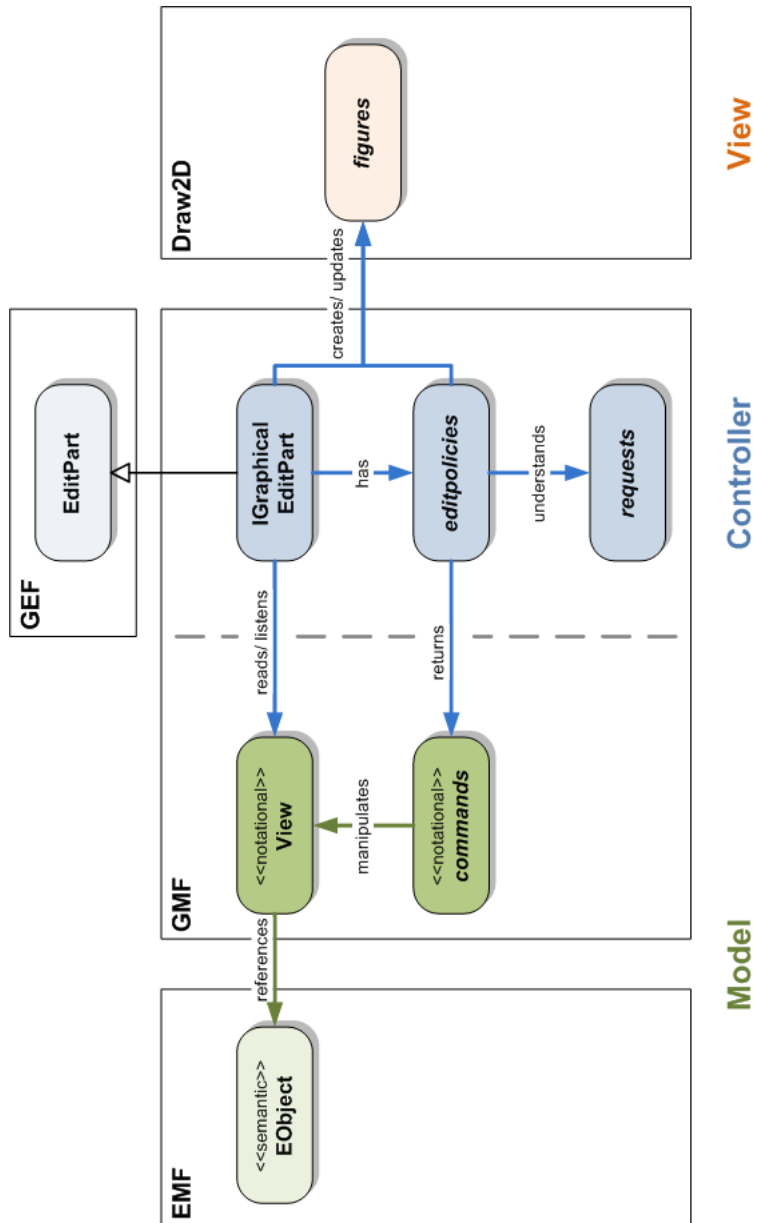 GEF
EditPart
EMF
<<semantic>>
EObject
references
GMF
<<notational>>
View
reads/ listens
IGraphical
EditPart
creates/ updates
Draw2D
figures
manipulates
has
<<notational>>
commands
returns
editpolicies
understands
requests
Model
Controller
View